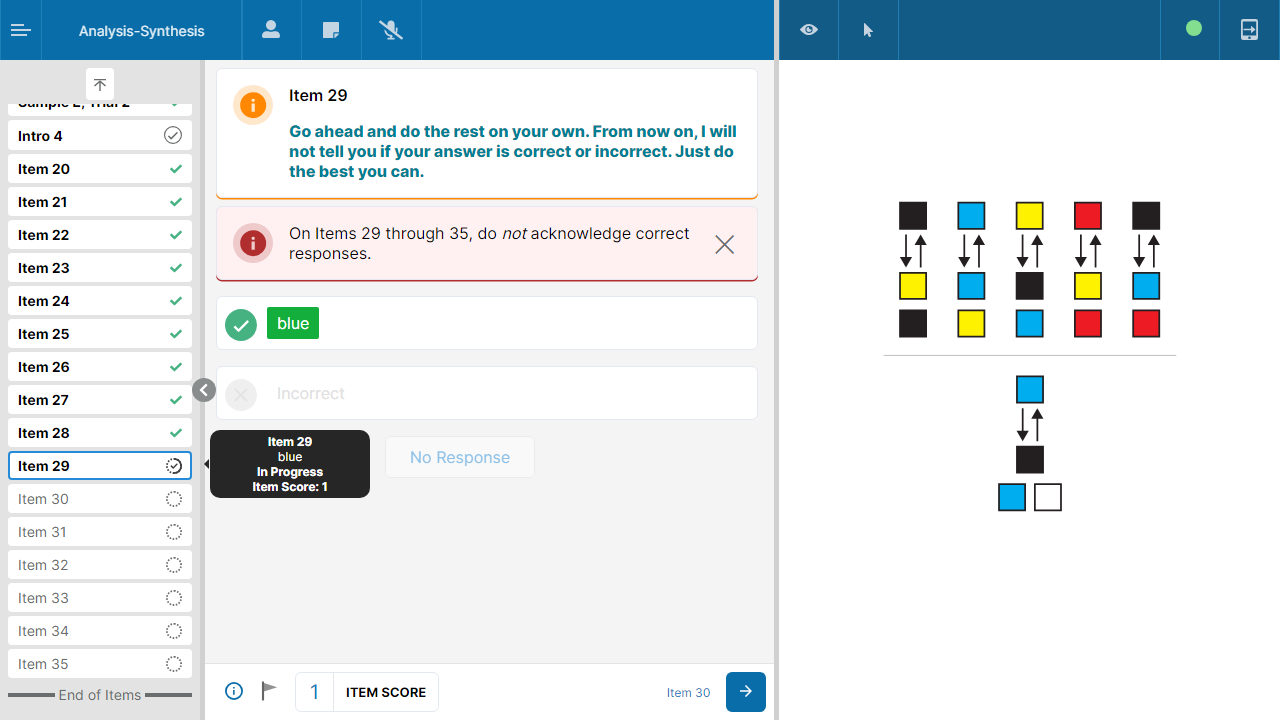 Analysis-Synthesis
Sample 2, Trial 2
Intro 4
Item 20
Item 21
Item 22
Item 23
Item 24
Item 25
Item 26
Item 27
Item 28
Item 29
Item 30
Item 31
Item 32
Item 33
Item 34
Item 35
End of Items
Item 29
Go ahead and do the rest on your own. From now on, I will
not tell you if your answer is correct or incorrect. Just do
the best you can.
On Items 29 through 35, do not acknowledge correct
responses.
blue
Incorrect
Item 29
blue
In Progress
Item Score: 1
No Response
1 ITEM SCORE
Item 30